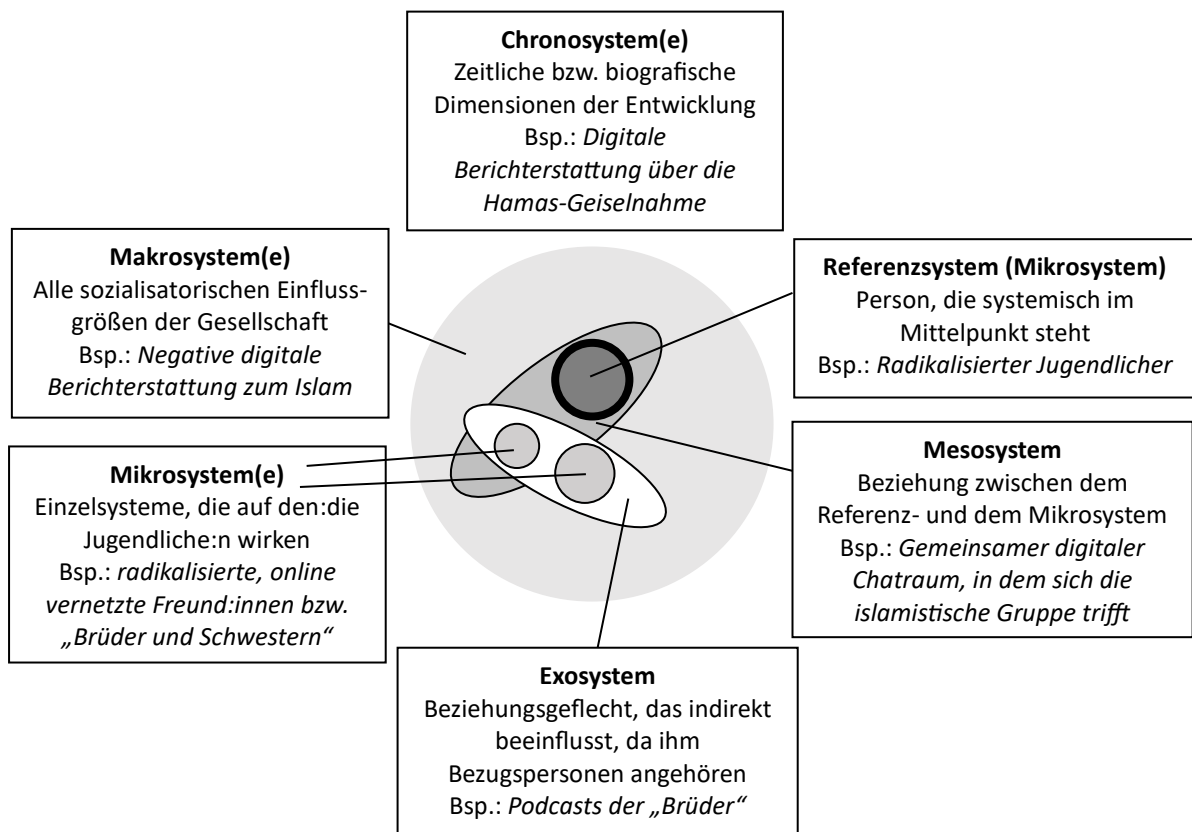 Chronosystem(e)
Zeitliche bzw. biografische
Dimensionen der Entwicklung
Bsp.: Digitale
Berichterstattung über die
Hamas-Geiselnahme
Makrosystem(e)
Alle sozialisatorischen Einfluss-
größen der Gesellschaft
Bsp.: Negative digitale
Berichterstattung zum Islam
Referenzsystem (Mikrosystem)
Person, die systemisch im
Mittelpunkt steht
Bsp.: Radikalisierter Jugendlicher
Mikrosystem(e)
Einzelsysteme, die auf den:die
Jugendliche:n wirken
Bsp.: radikalisierte, online
vernetzte Freund:innen bzw.
„Brüder und Schwestern“
Mesosystem
Beziehung zwischen dem
Referenz- und dem Mikrosystem
Bsp.: Gemeinsamer digitaler
Chatraum, in dem sich die
islamistische Gruppe trifft
Exosystem
Beziehungsgeflecht, das indirekt
beeinflusst, da ihm
Bezugspersonen angehören
Bsp.: Podcasts der „Brüder“